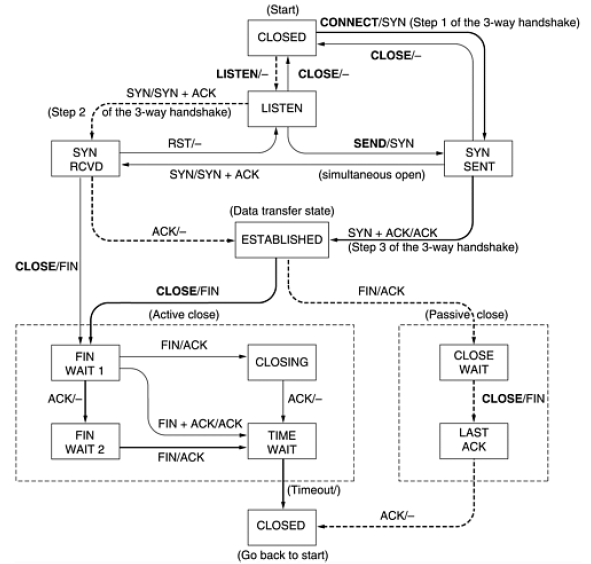 (Start)
CONNECT/SYN (Step 1 of the 3-way handshake)
CLOSED
CLOSE/–
LISTEN/–
CLOSE/–
SYN/SYN + ACK
LISTEN
(Step 2 of the 3-way handshake)
RST/–
SEND/SYN
SYN
RCVD
SYN
SENT
SYN/SYN + ACK
(simultaneous open)
(Data transfer state)
ACK/–
ESTABLISHED
SYN + ACK/ACK
(Step 3 of the 3-way handshake)
CLOSE/FIN
CLOSE/FIN
FIN/ACK
(Active close)
(Passive close)
FIN/ACK
FIN
WAIT 1
CLOSING
CLOSE
WAIT
ACK/–
ACK/–
CLOSE/FIN
FIN + ACK/ACK
FIN
WAIT 2
TIME
WAIT
LAST
ACK
FIN/ACK
(Timeout/)
ACK/–
CLOSED
(Go back to start)